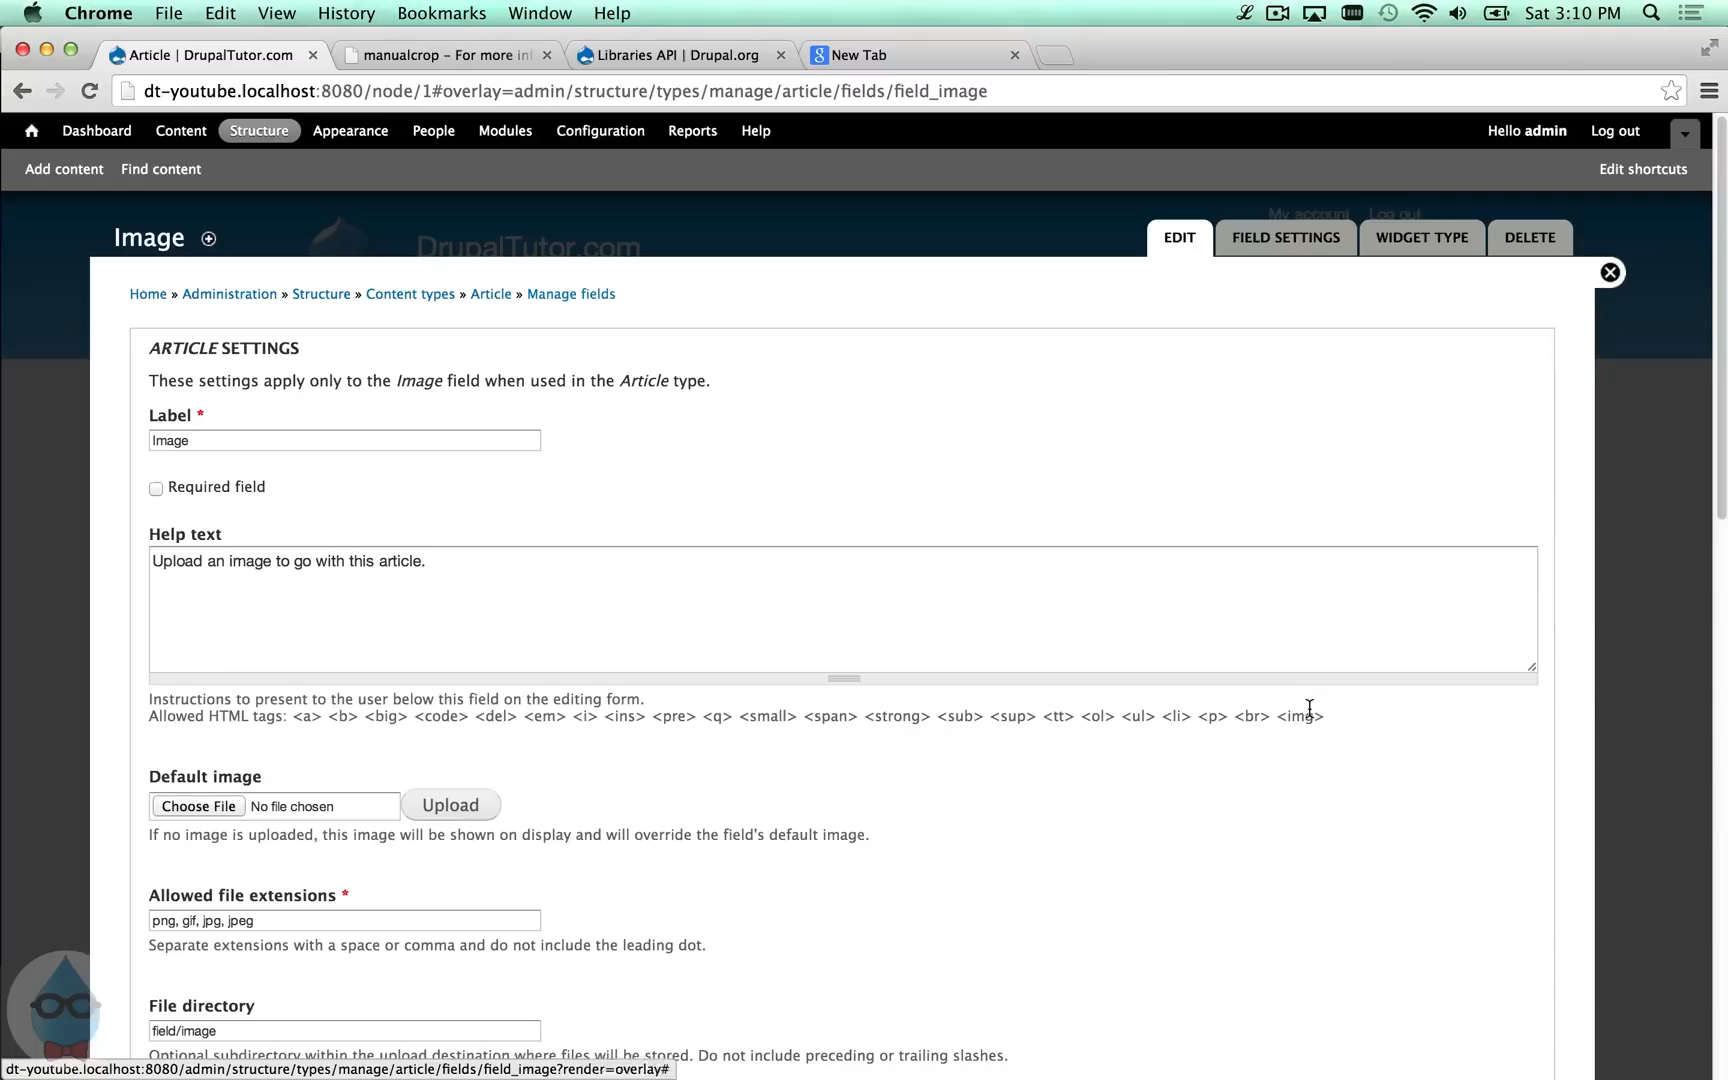 Chrome File Edit View History Bookmarks Window Help Sat 3:10 PM
Article | DrupalTutor.com manualcrop – For more inf Libraries API | Drupal.org New Tab
dt-youtube.localhost:8080/node/1#overlay=admin/structure/types/manage/article/fields/field_image
Dashboard Content Structure Appearance People Modules Configuration Reports Help Hello admin Log out
Add content Find content Edit shortcuts
My account Log out
Image DrupalTutor.com EDIT FIELD SETTINGS WIDGET TYPE DELETE
Home » Administration » Structure » Content types » Article » Manage fields
ARTICLE SETTINGS
These settings apply only to the Image field when used in the Article type.
Label *
Image
Required field
Help text
Upload an image to go with this article.
Instructions to present to the user below this field on the editing form.
Allowed HTML tags: <a> <b> <big> <code> <del> <em> <i> <ins> <pre> <q> <small> <span> <strong> <sub> <sup> <tt> <ol> <ul> <li> <p> <br> <img>
Default image
Choose File No file chosen Upload
If no image is uploaded, this image will be shown on display and will override the field's default image.
Allowed file extensions *
png, gif, jpg, jpeg
Separate extensions with a space or comma and do not include the leading dot.
File directory
field/image
Optional subdirectory within the upload destination where files will be stored. Do not include preceding or trailing slashes.
dt-youtube.localhost:8080/admin/structure/types/manage/article/fields/field_image?render=overlay#